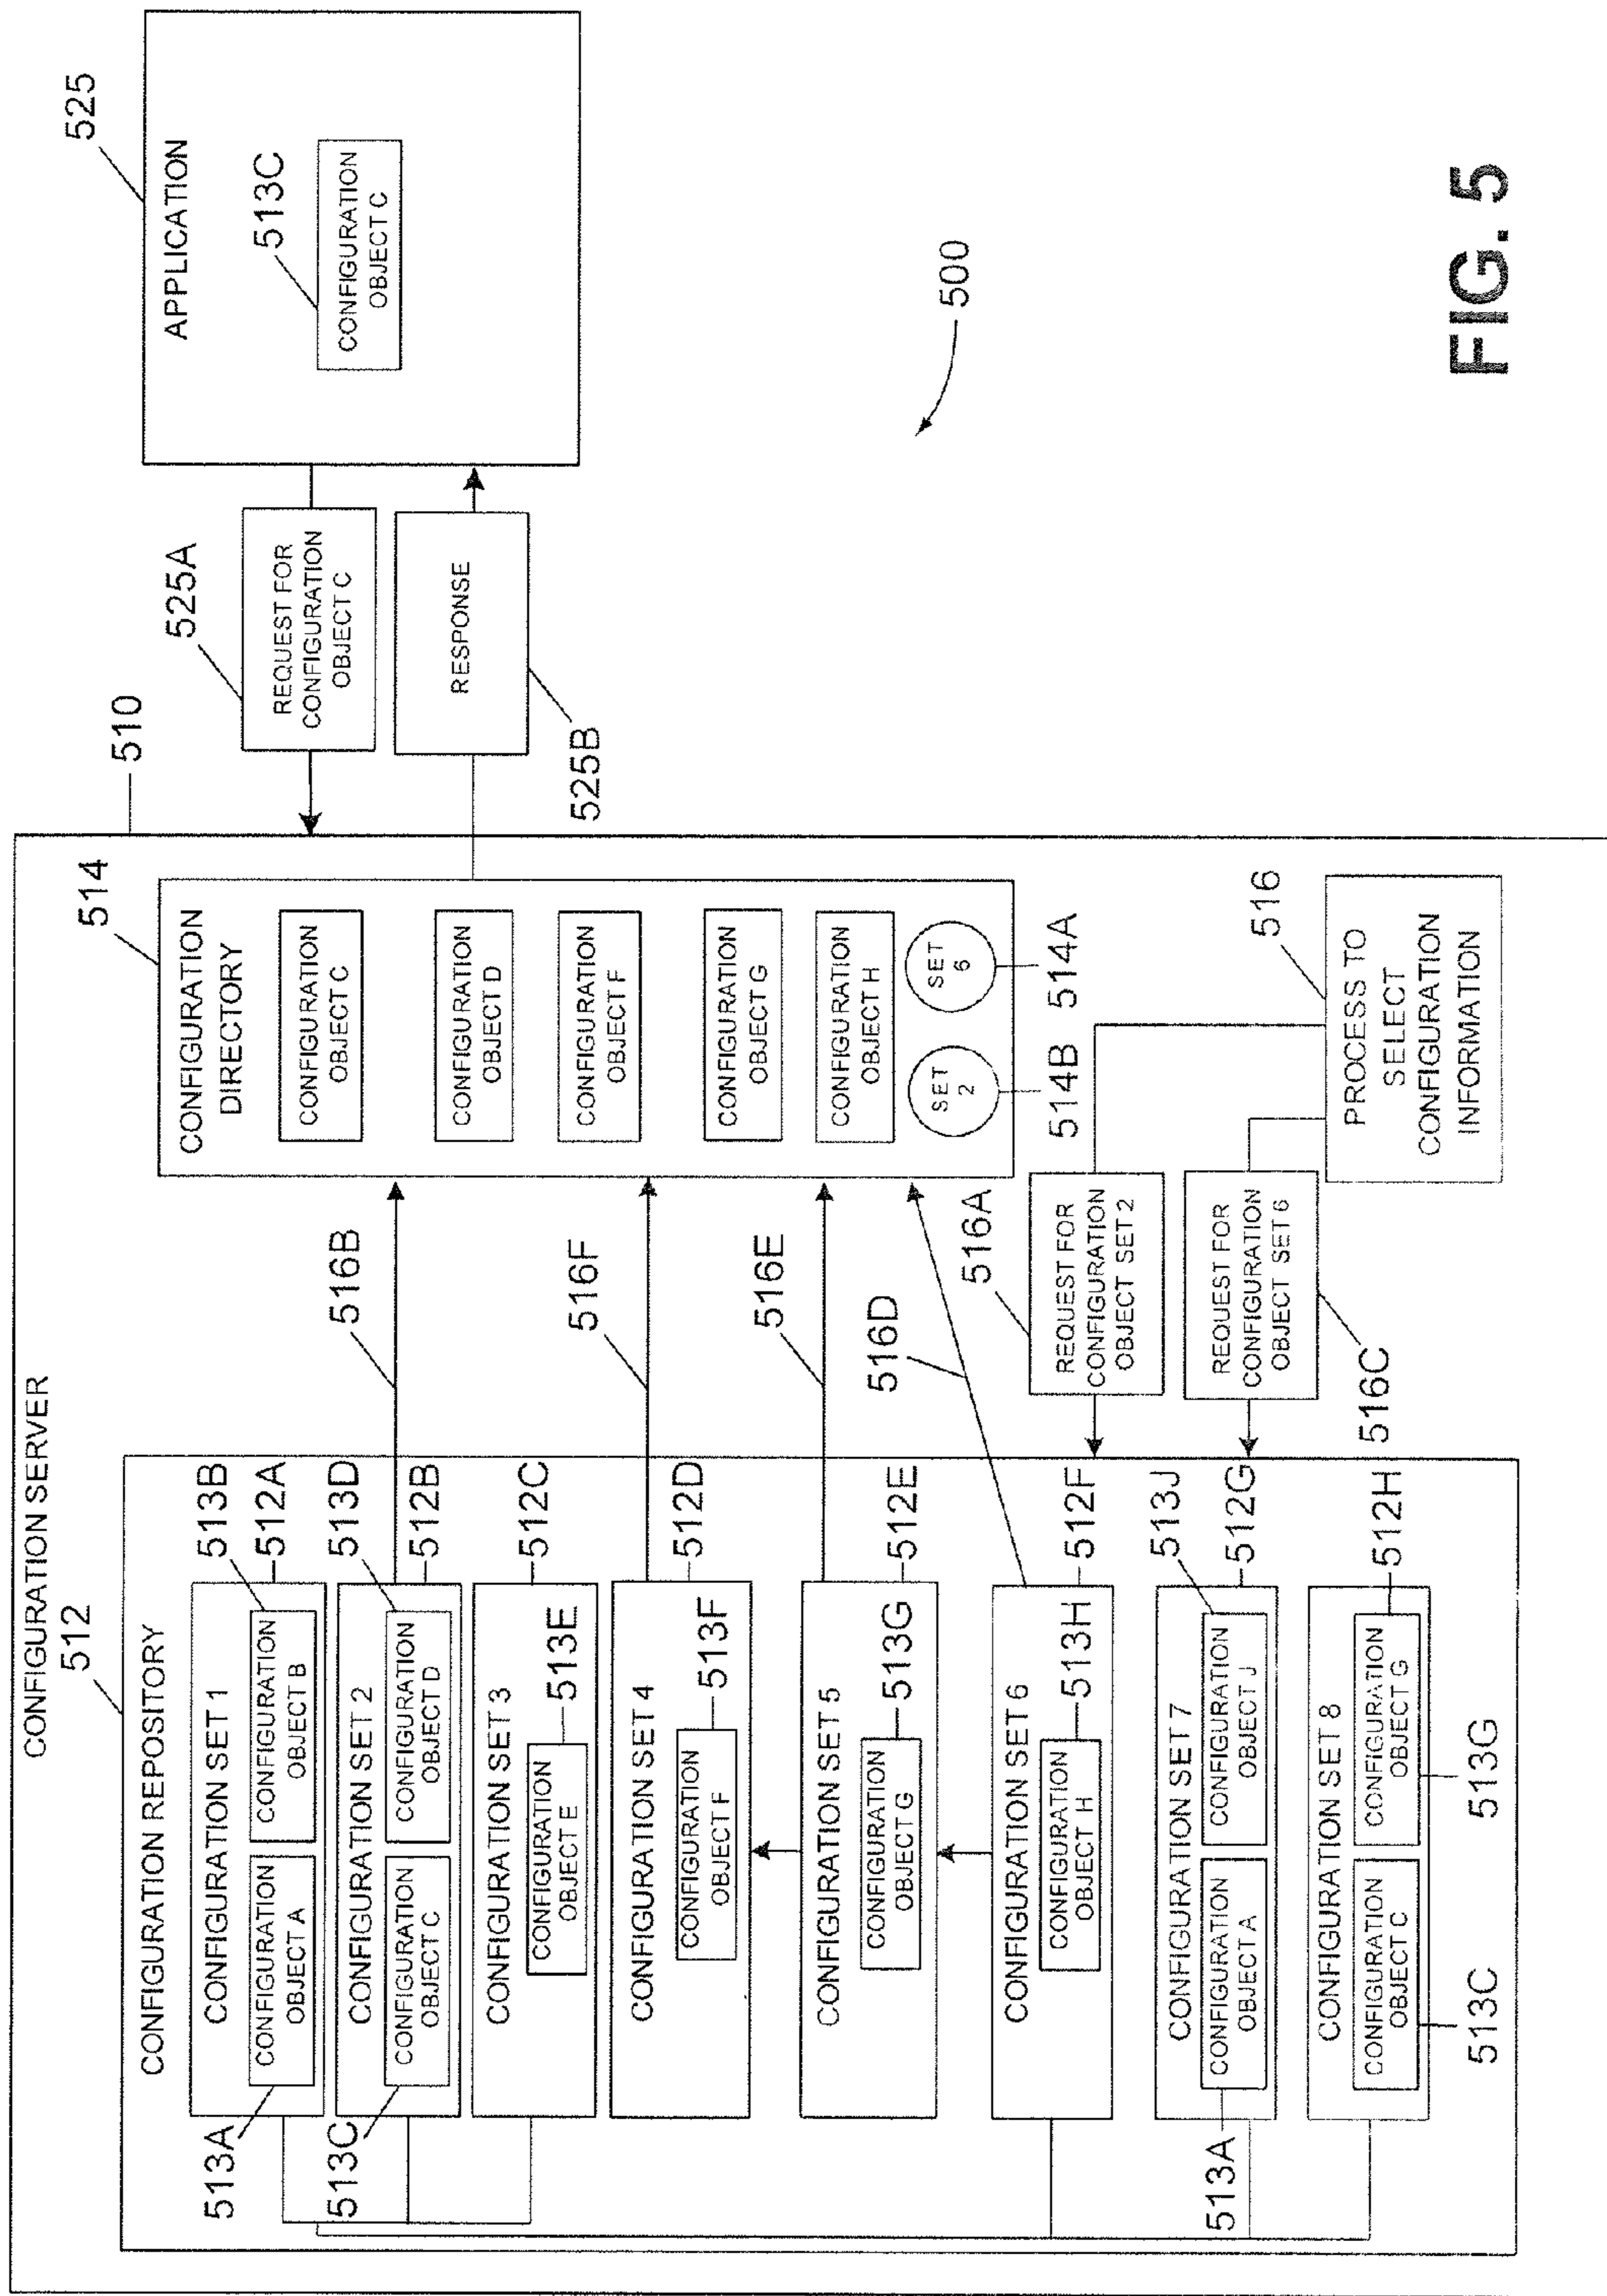 CONFIGURATION SERVER
510
512
CONFIGURATION REPOSITORY
CONFIGURATION SET 1
CONFIGURATION
OBJECT A
CONFIGURATION
OBJECT B
513A
513B
512A
CONFIGURATION SET 2
CONFIGURATION
OBJECT C
CONFIGURATION
OBJECT D
513C
513D
512B
CONFIGURATION SET 3
CONFIGURATION
OBJECT E
513E
512C
CONFIGURATION SET 4
CONFIGURATION
OBJECT F
513F
512D
CONFIGURATION SET 5
CONFIGURATION
OBJECT G
513G
512E
CONFIGURATION SET 6
CONFIGURATION
OBJECT H
513H
512F
CONFIGURATION SET 7
CONFIGURATION
OBJECT A
CONFIGURATION
OBJECT J
513A
513J
512G
CONFIGURATION SET 8
CONFIGURATION
OBJECT C
CONFIGURATION
OBJECT G
513C
513G
512H
516B
516F
516E
516D
516A
REQUEST FOR
CONFIGURATION
OBJECT SET 2
REQUEST FOR
CONFIGURATION
OBJECT SET 6
516C
514
CONFIGURATION
DIRECTORY
CONFIGURATION
OBJECT C
CONFIGURATION
OBJECT D
CONFIGURATION
OBJECT F
CONFIGURATION
OBJECT G
CONFIGURATION
OBJECT H
SET
2
SET
6
514B
514A
516
PROCESS TO
SELECT
CONFIGURATION
INFORMATION
525A
REQUEST FOR
CONFIGURATION
OBJECT C
RESPONSE
525B
525
APPLICATION
513C
CONFIGURATION
OBJECT C
500
FIG. 5